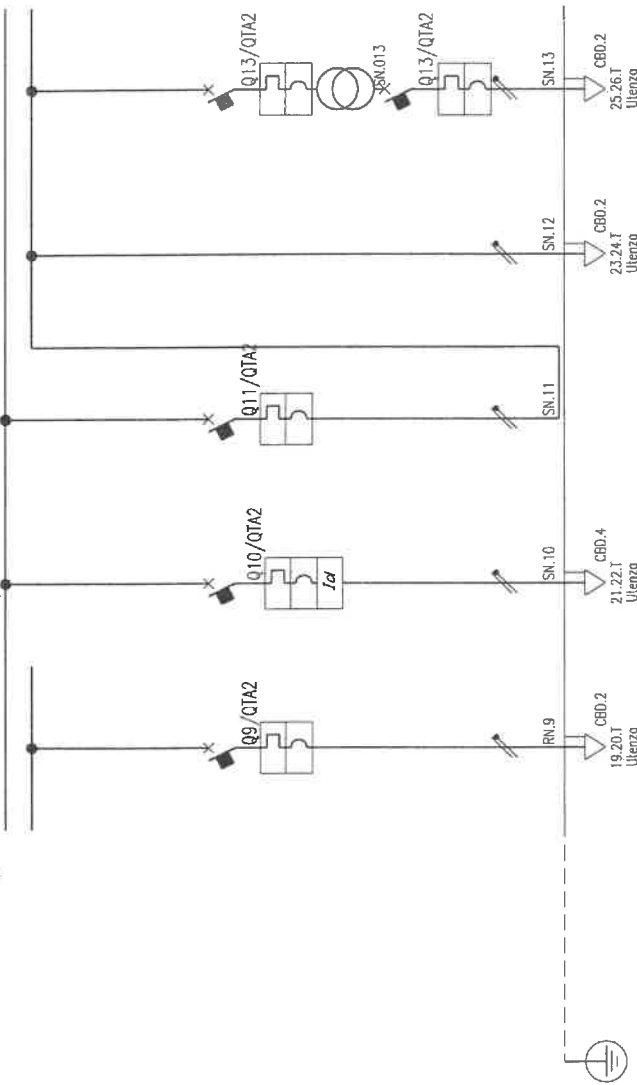 Q13/QTA2
SN.013
Q13/QTA2
SN.13
CBD.2
25.26.T
Utenza
SN.12
CBD.2
23.24.T
Utenza
Q11/QTA2
SN.11
Q10/QTA2
Id
SN.10
CBD.4
21.22.T
Utenza
Q9/QTA2
RN.9
CBD.2
19.20.T
Utenza